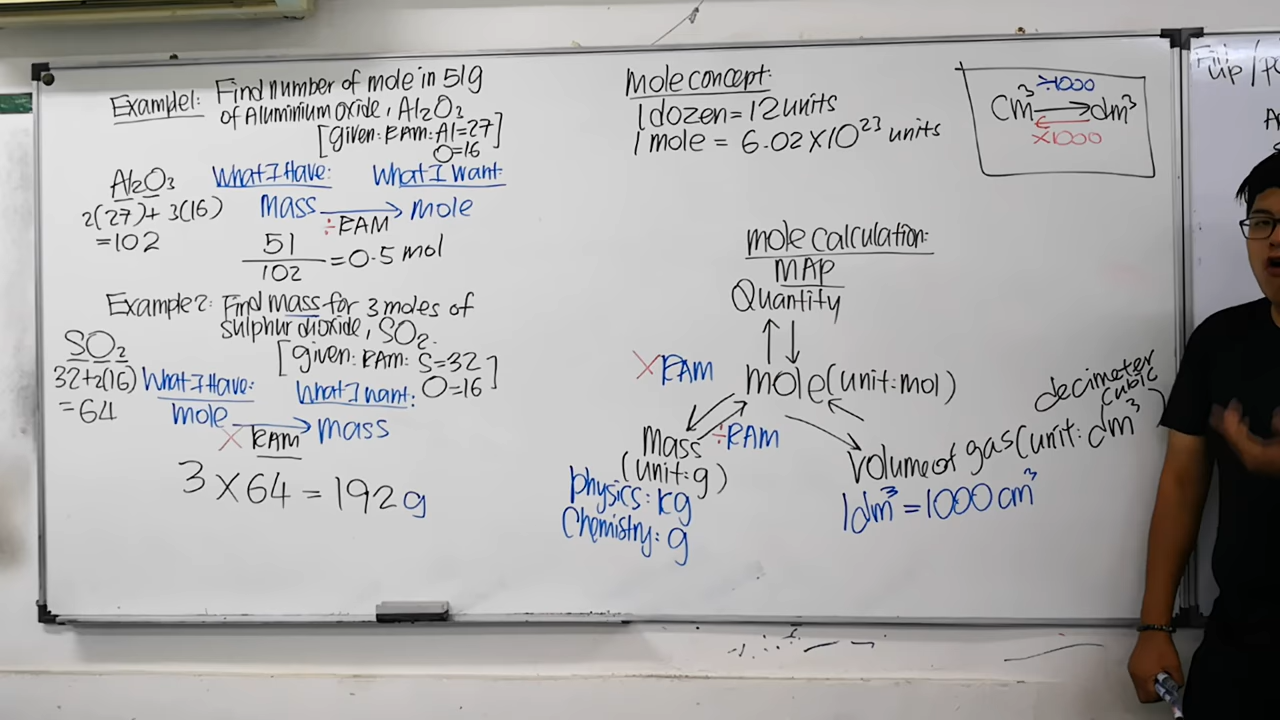 Example1: Find number of mole in 51g
of Aluminium oxide, Al₂O₃
[given: RAM: Al=27]
O=16
Al₂O₃
2(27)+3(16)
=102
What I Have: What I Want:
Mass ÷RAM mole
51
102 =0.5 mol
Example2: Find mass for 3 moles of
sulphur dioxide, SO₂.
[given: RAM: S=32]
O=16
SO₂
32+2(16)
=64
What I Have: What I want:
mole × RAM mass
3×64=192g
Mole concept:
1 dozen=12 units
1 mole = 6.02×10²³ units
÷1000
cm³ dm³
×1000
mole calculation:
MAP
Quantity
×RAM
mole(unit:mol)
÷RAM
Mass
(unit:g)
physics: kg
Chemistry: g
decimeter
cubic
volume of gas(unit: dm³)
1dm³=1000cm³
up/